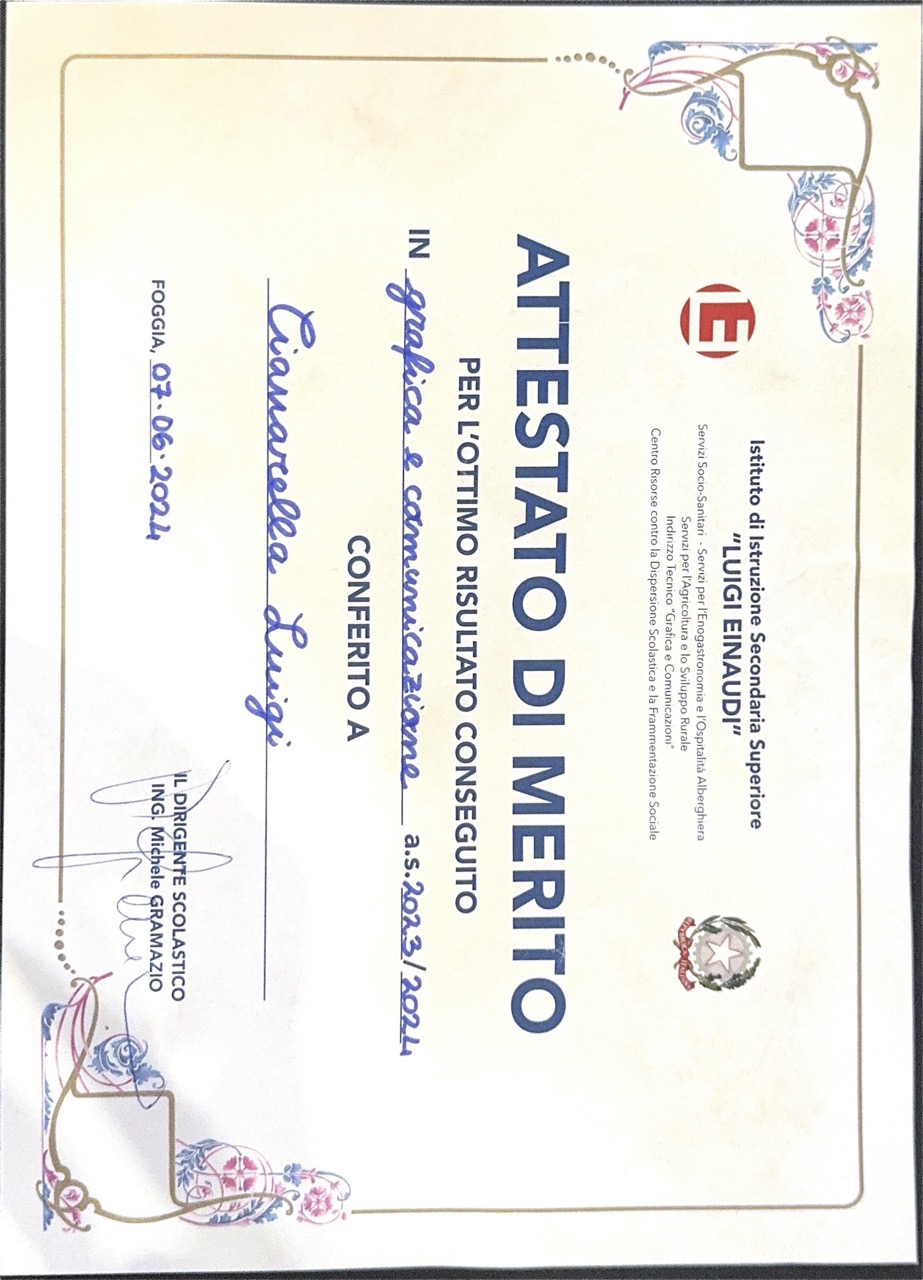 Istituto di Istruzione Secondaria Superiore
"LUIGI EINAUDI"
Servizi Socio-Sanitari - Servizi per l'Enogastronomia e l'Ospitalità Alberghiera
Servizi per l'Agricoltura e lo Sviluppo Rurale
Indirizzo Tecnico "Grafica e Comunicazioni"
Centro Risorse contro la Dispersione Scolastica e la Frammentazione Sociale
E
REPUBBLICA ITALIANA
ATTESTATO DI MERITO
PER L'OTTIMO RISULTATO CONSEGUITO
IN grafica e comunicazione a.s. 2023/2024
CONFERITO A
Cianarella Luigi
FOGGIA, 07.06.2024
IL DIRIGENTE SCOLASTICO
ING. Michele GRAMAZIO